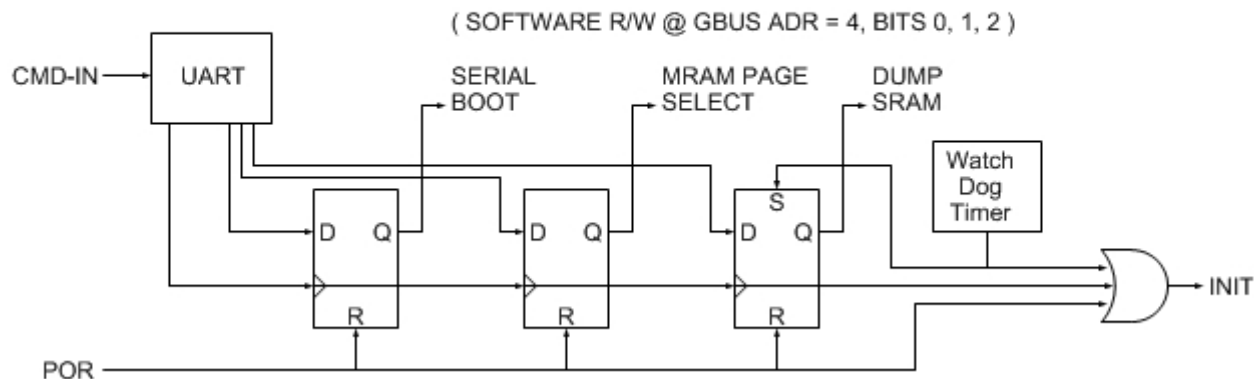 ( SOFTWARE R/W @ GBUS ADR = 4, BITS 0, 1, 2 )
CMD-IN
UART
SERIAL
BOOT
MRAM PAGE
SELECT
DUMP
SRAM
Watch
Dog
Timer
S
D Q
D Q
D Q
R
R
R
INIT
POR